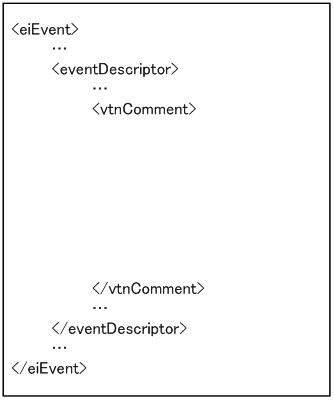 <eiEvent>
…
<eventDescriptor>
…
<vtnComment>
</vtnComment>
…
</eventDescriptor>
…
</eiEvent>